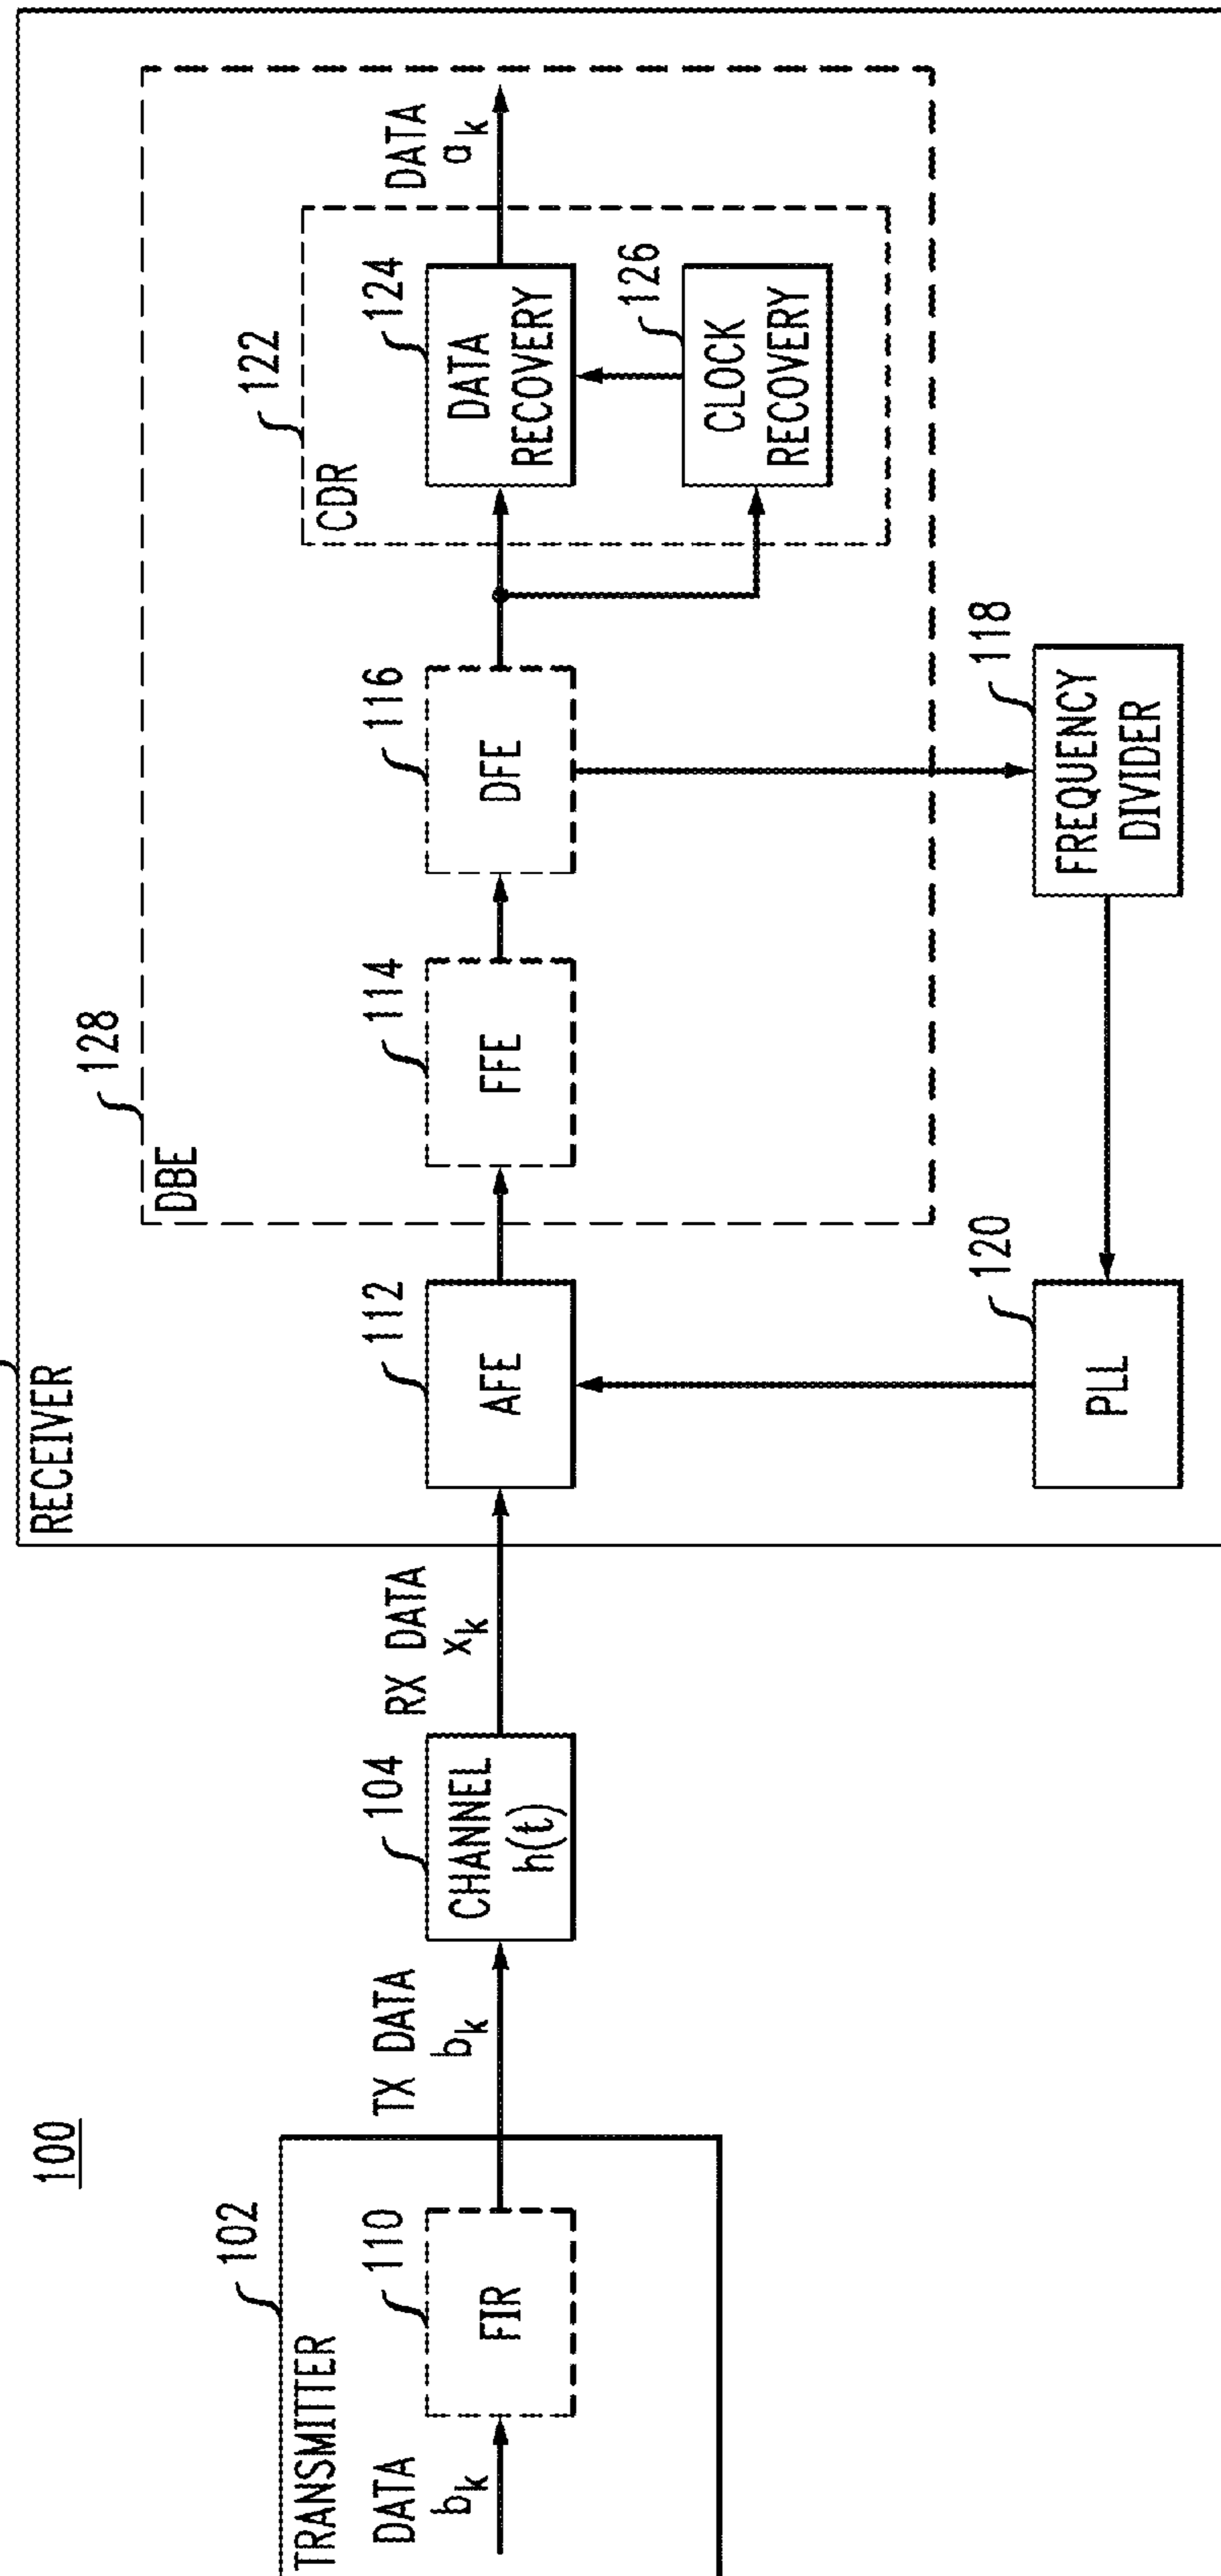 100
102
TRANSMITTER
DATA
b_k
110
FIR
TX DATA
b_k
104
CHANNEL
h(t)
RX DATA
x_k
RECEIVER
112
AFE
128
DBE
114
FFE
116
DFE
122
CDR
124
DATA
RECOVERY
126
CLOCK
RECOVERY
DATA
a_k
120
PLL
118
FREQUENCY
DIVIDER